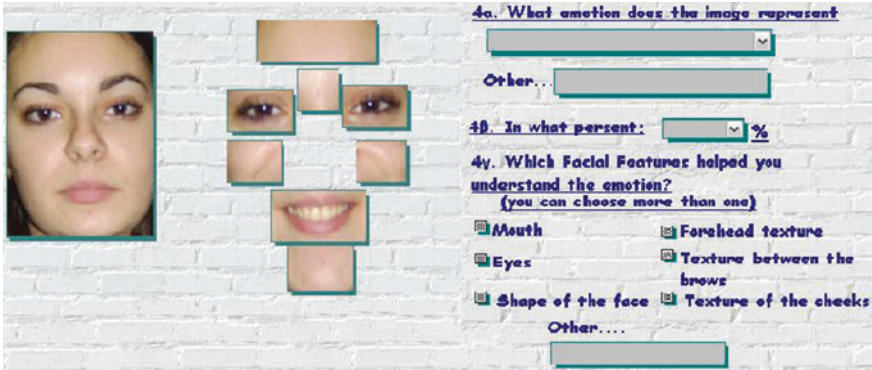 4α. What emotion does the image represent
Other...
4β. In what persent:
%
4γ. Which Facial Features helped you
understand the emotion?
(you can choose more than one)
Mouth
Forehead texture
Eyes
Texture between the
brows
Shape of the face
Texture of the cheeks
Other....